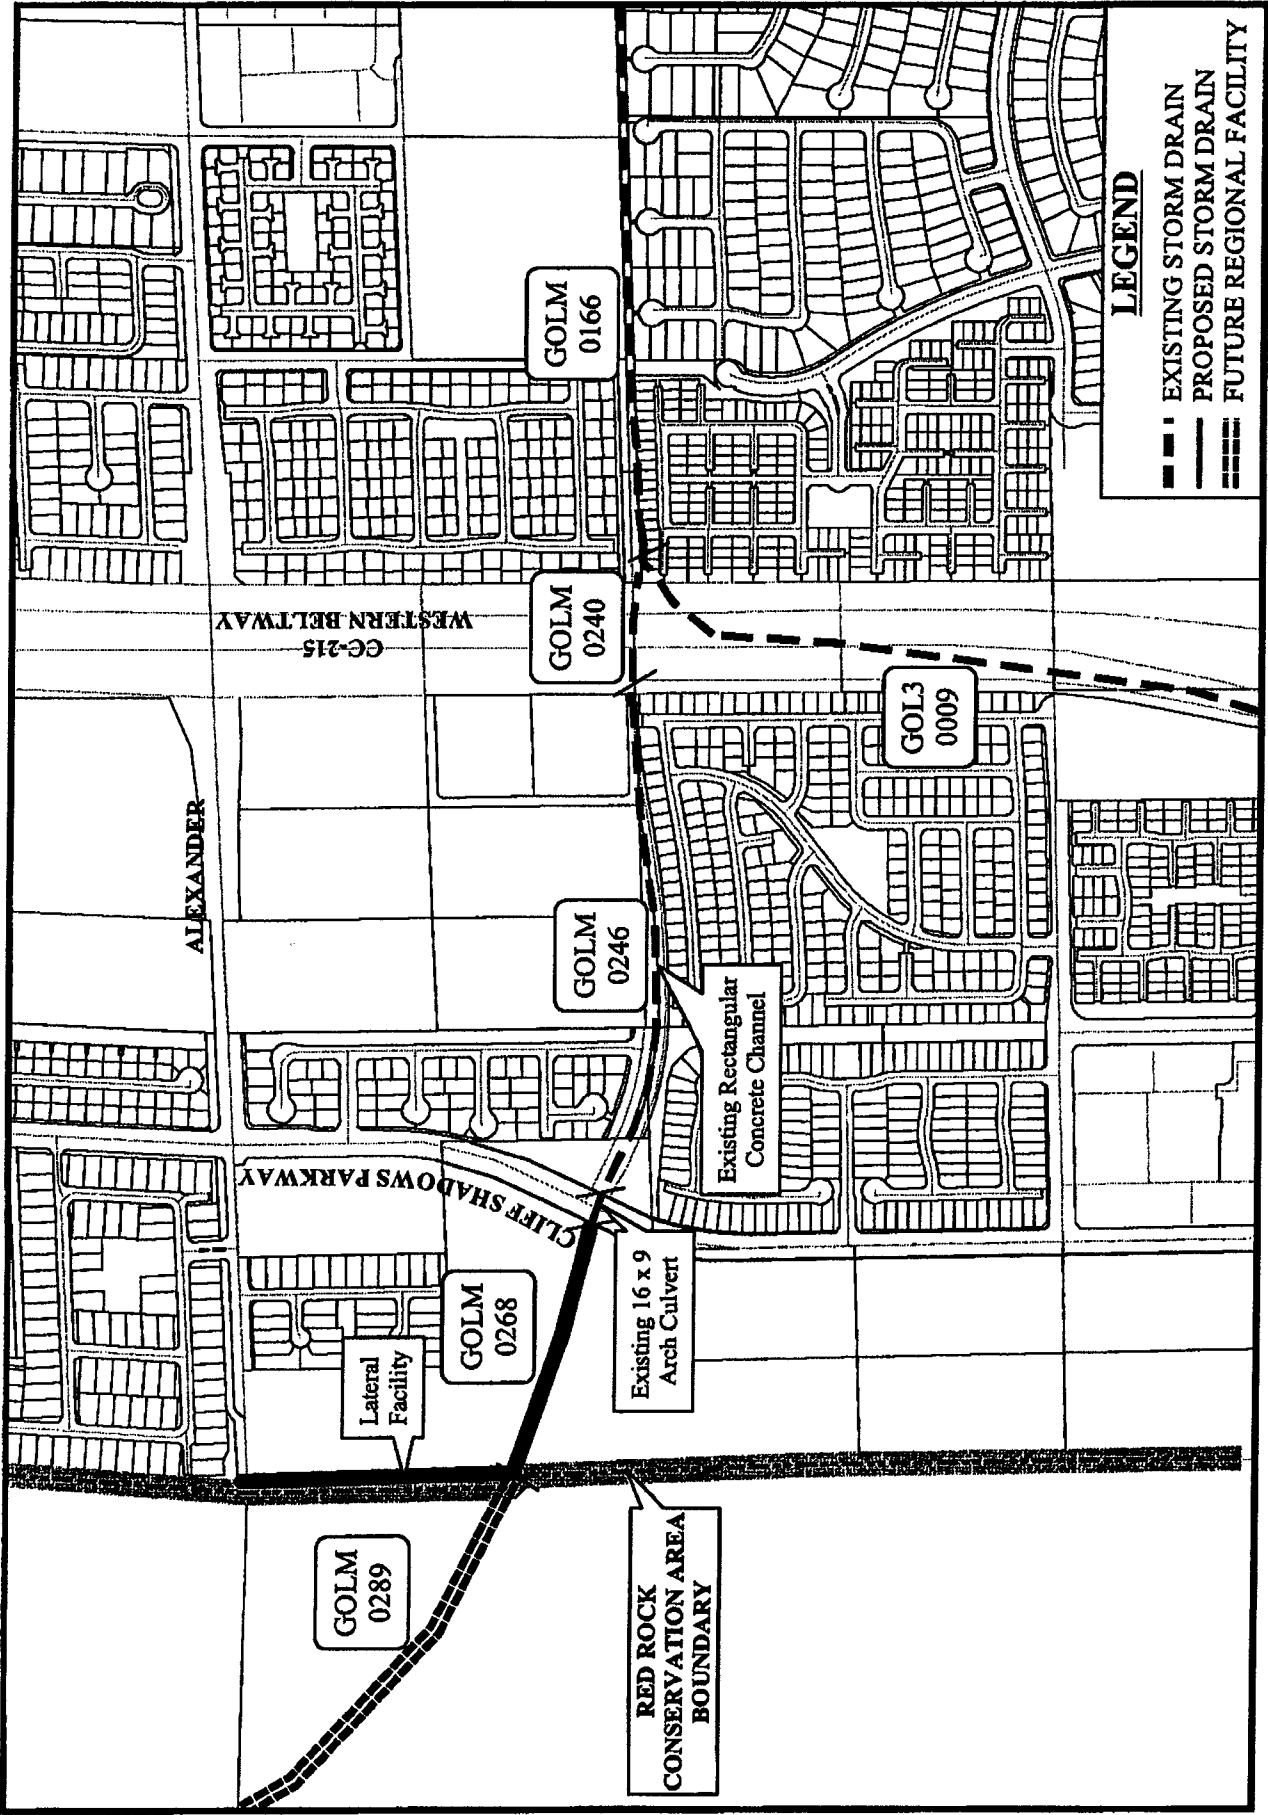 GOLM
0289
Lateral
Facility
GOLM
0268
RED ROCK
CONSERVATION AREA
BOUNDARY
Existing 16 x 9
Arch Culvert
CLIFF SHADOWS PARKWAY
Existing Rectangular
Concrete Channel
ALEXANDER
GOLM
0246
GOL3
0009
GOLM
0240
CC-215
WESTERN BELTWAY
GOLM
0166
LEGEND
EXISTING STORM DRAIN
PROPOSED STORM DRAIN
FUTURE REGIONAL FACILITY